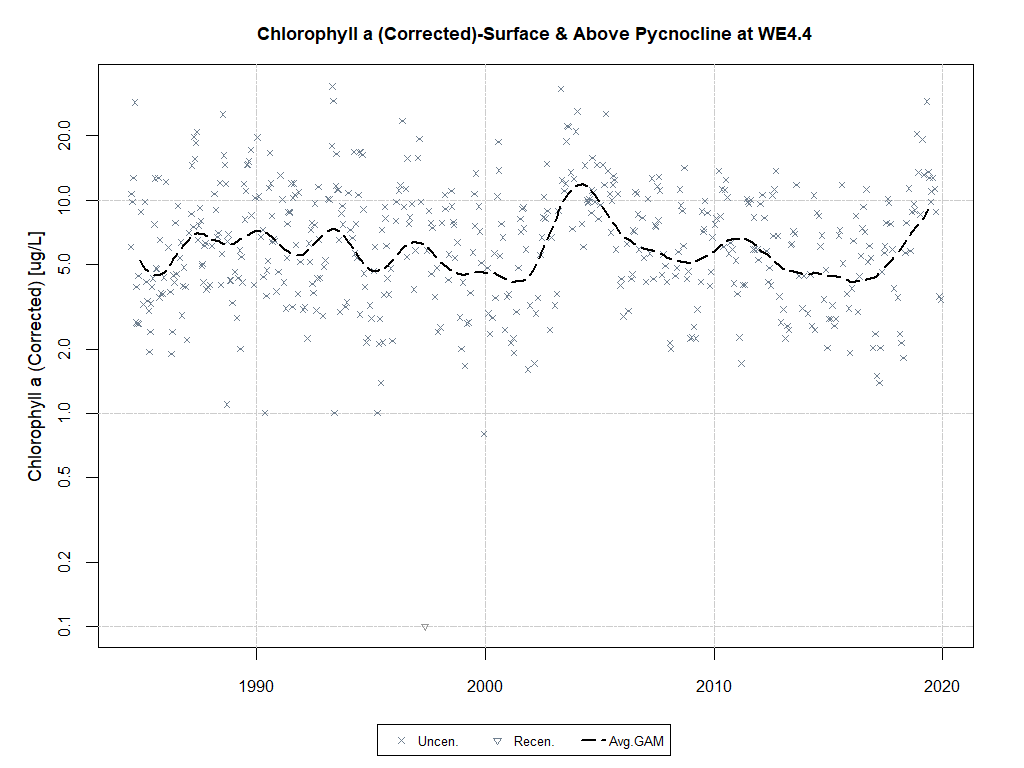 Chlorophyll a (Corrected)-Surface & Above Pycnocline at WE4.4
Chlorophyll a (Corrected) [ug/L]
20.0
10.0
5.0
2.0
1.0
0.5
0.2
0.1
1990 2000 2010 2020
Uncen. Recen. Avg.GAM